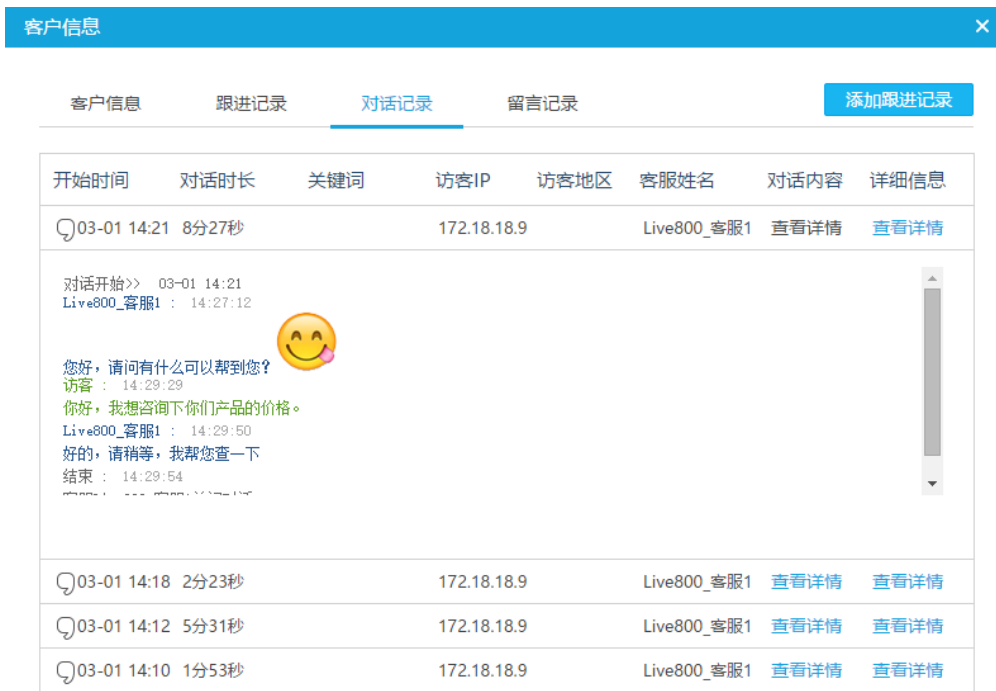 客户信息 ×
客户信息 跟进记录 对话记录 留言记录 添加跟进记录
开始时间 对话时长 关键词 访客IP 访客地区 客服姓名 对话内容 详细信息
03-01 14:21 8分27秒 172.18.18.9 Live800_客服1 查看详情 查看详情
对话开始>> 03-01 14:21
Live800_客服1 : 14:27:12
您好，请问有什么可以帮到您?
访客 : 14:29:29
你好，我想咨询下你们产品的价格。
Live800_客服1 : 14:29:50
好的，请稍等，我帮您查一下
结束 : 14:29:54
03-01 14:18 2分23秒 172.18.18.9 Live800_客服1 查看详情 查看详情
03-01 14:12 5分31秒 172.18.18.9 Live800_客服1 查看详情 查看详情
03-01 14:10 1分53秒 172.18.18.9 Live800_客服1 查看详情 查看详情